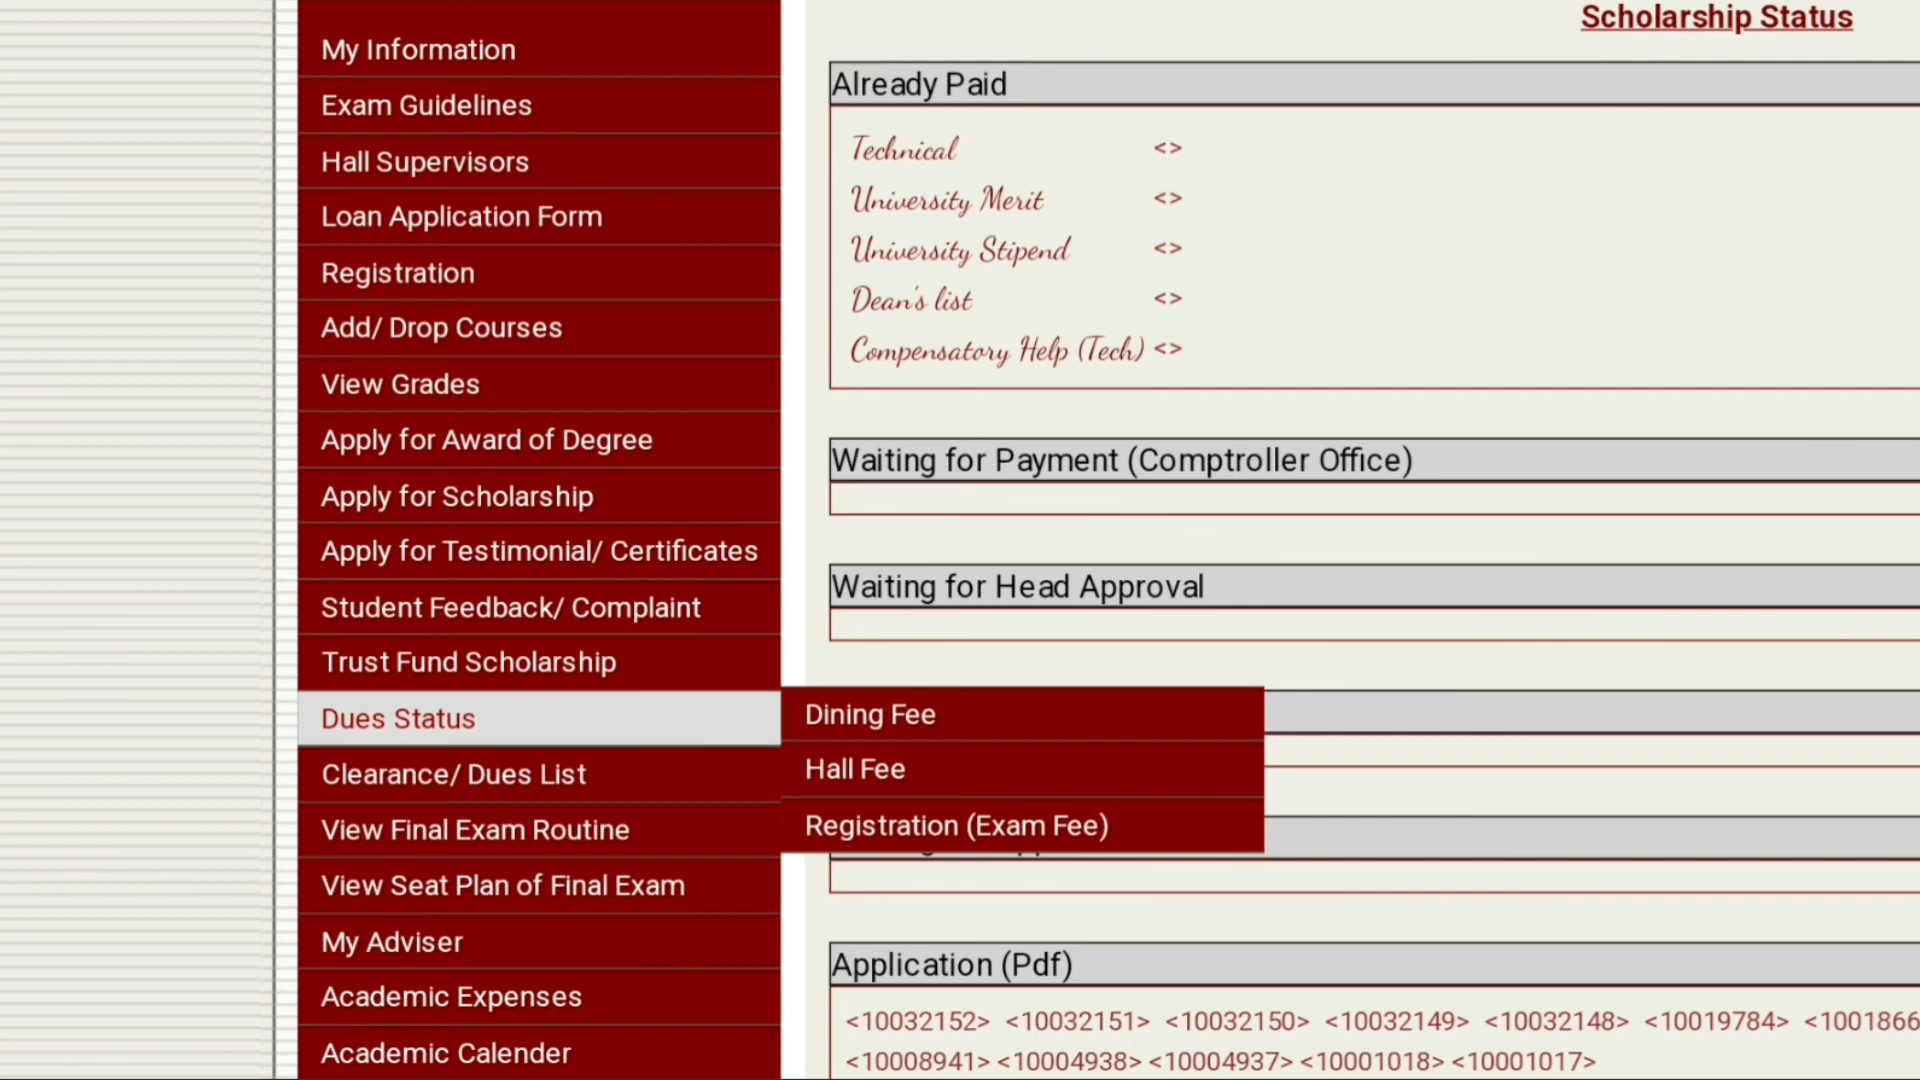 Scholarship Status
My Information
Exam Guidelines
Hall Supervisors
Loan Application Form
Registration
Add/ Drop Courses
View Grades
Apply for Award of Degree
Apply for Scholarship
Apply for Testimonial/ Certificates
Student Feedback/ Complaint
Trust Fund Scholarship
Dues Status
Clearance/ Dues List
View Final Exam Routine
View Seat Plan of Final Exam
My Adviser
Academic Expenses
Academic Calender
Dining Fee
Hall Fee
Registration (Exam Fee)
Already Paid
Technical <>
University Merit <>
University Stipend <>
Dean's list <>
Compensatory Help (Tech) <>
Waiting for Payment (Comptroller Office)
Waiting for Head Approval
Application (Pdf)
<10032152> <10032151> <10032150> <10032149> <10032148> <10019784> <1001866
<10008941> <10004938> <10004937> <10001018> <10001017>